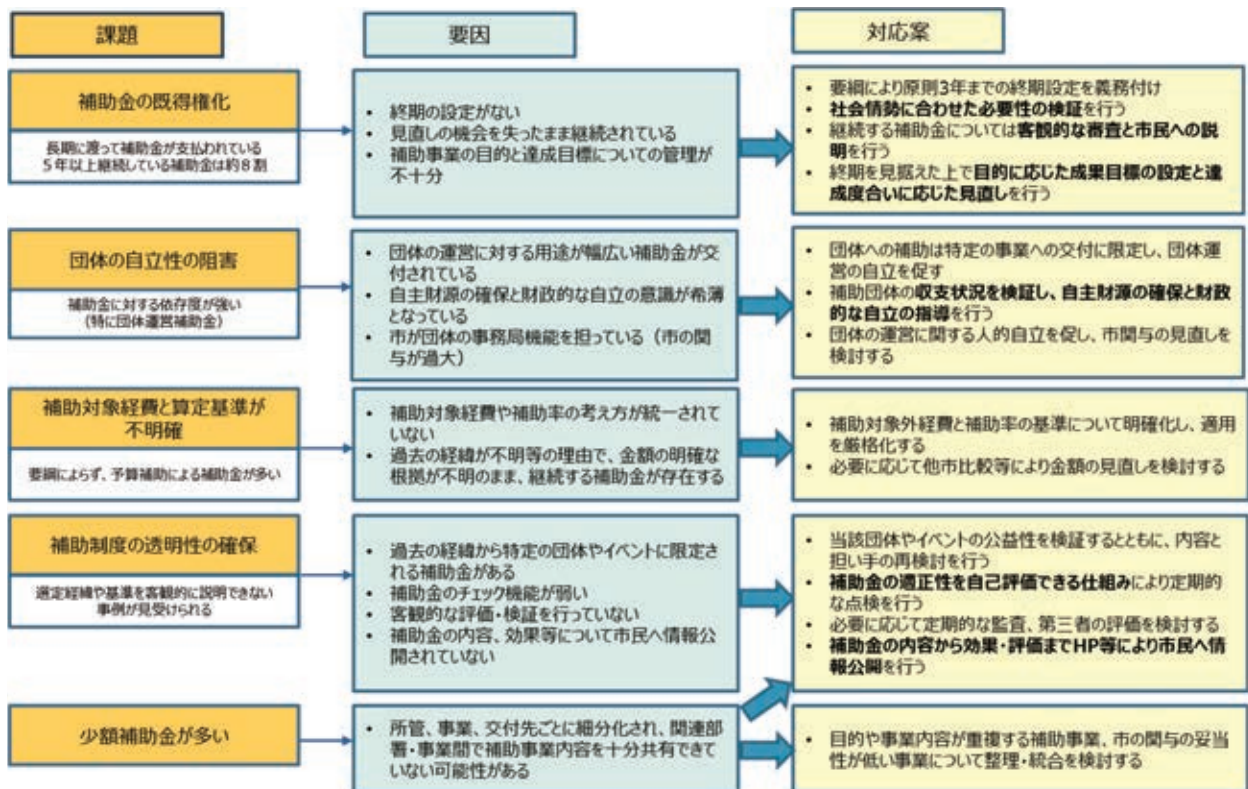 課題
要因
対応案
補助金の既得権化
長期に渡って補助金が支払われている
5年以上継続している補助金は約8割
• 終期の設定がない
• 見直しの機会を失ったまま継続されている
• 補助事業の目的と達成目標についての管理が
不十分
• 要綱により原則3年までの終期設定を義務付け
• 社会情勢に合わせた必要性の検証を行う
• 継続する補助金については客観的な審査と市民への説
明を行う
• 終期を見据えた上で目的に応じた成果目標の設定と達
成度合いに応じた見直しを行う
団体の自立性の阻害
補助金に対する依存度が強い
(特に団体運営補助金)
• 団体の運営に対する用途が幅広い補助金が交
付されている
• 自主財源の確保と財政的な自立の意識が希薄
となっている
• 市が団体の事務局機能を担っている(市の関
与が過大)
• 団体への補助は特定の事業への交付に限定し、団体運
営の自立を促す
• 補助団体の収支状況を検証し、自主財源の確保と財政
的な自立の指導を行う
• 団体の運営に関する人的自立を促し、市関与の見直しを
検討する
補助対象経費と算定基準が
不明確
要綱によらず、予算補助による補助金が多い
• 補助対象経費や補助率の考え方が統一されて
いない
• 過去の経緯が不明等の理由で、金額の明確な
根拠が不明のまま、継続する補助金が存在する
• 補助対象外経費と補助率の基準について明確化し、適用
を厳格化する
• 必要に応じて他市比較等により金額の見直しを検討する
補助制度の透明性の確保
選定経緯や基準を客観的に説明できない
事例が見受けられる
• 過去の経緯から特定の団体やイベントに限定さ
れる補助金がある
• 補助金のチェック機能が弱い
• 客観的な評価・検証を行っていない
• 補助金の内容、効果等について市民へ情報公
開されていない
• 当該団体やイベントの公益性を検証するとともに、内容と
担い手の再検討を行う
• 補助金の適正性を自己評価できる仕組みにより定期的
な点検を行う
• 必要に応じて定期的な監査、第三者の評価を検討する
• 補助金の内容から効果・評価までHP等により市民へ情
報公開を行う
少額補助金が多い
• 所管、事業、交付先ごとに細分化され、関連部
署・事業間で補助事業内容を十分共有できて
いない可能性がある
• 目的や事業内容が重複する補助事業、市の関与の妥当
性が低い事業について整理・統合を検討する